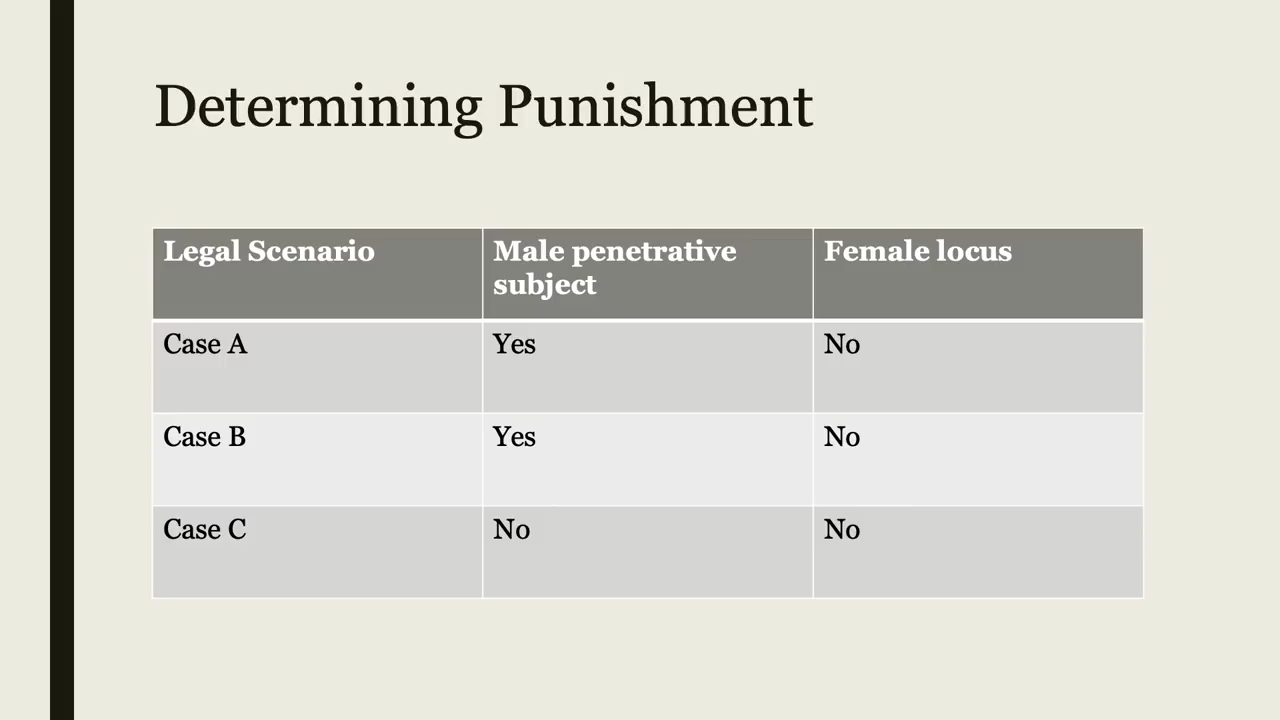 Determining Punishment
Legal Scenario
Male penetrative
subject
Female locus
Case A
Yes
No
Case B
Yes
No
Case C
No
No